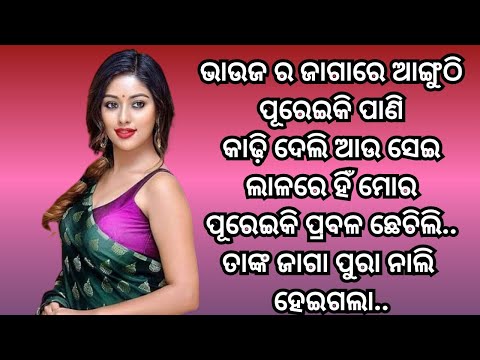 ଭାଉଜ ର ଜାଗାରେ ଆଙ୍ଗୁଠି
ପୂରେଇକି ପାଣି
କାଢ଼ି ଦେଲି ଆଉ ସେଇ
ଲାଳରେ ହିଁ ମୋର
ପୂରେଇକି ପ୍ରବଳ ଛେଚିଲି..
ତାଙ୍କ ଜାଗା ପୁରା ନାଲି
ହେଇଗଲା..